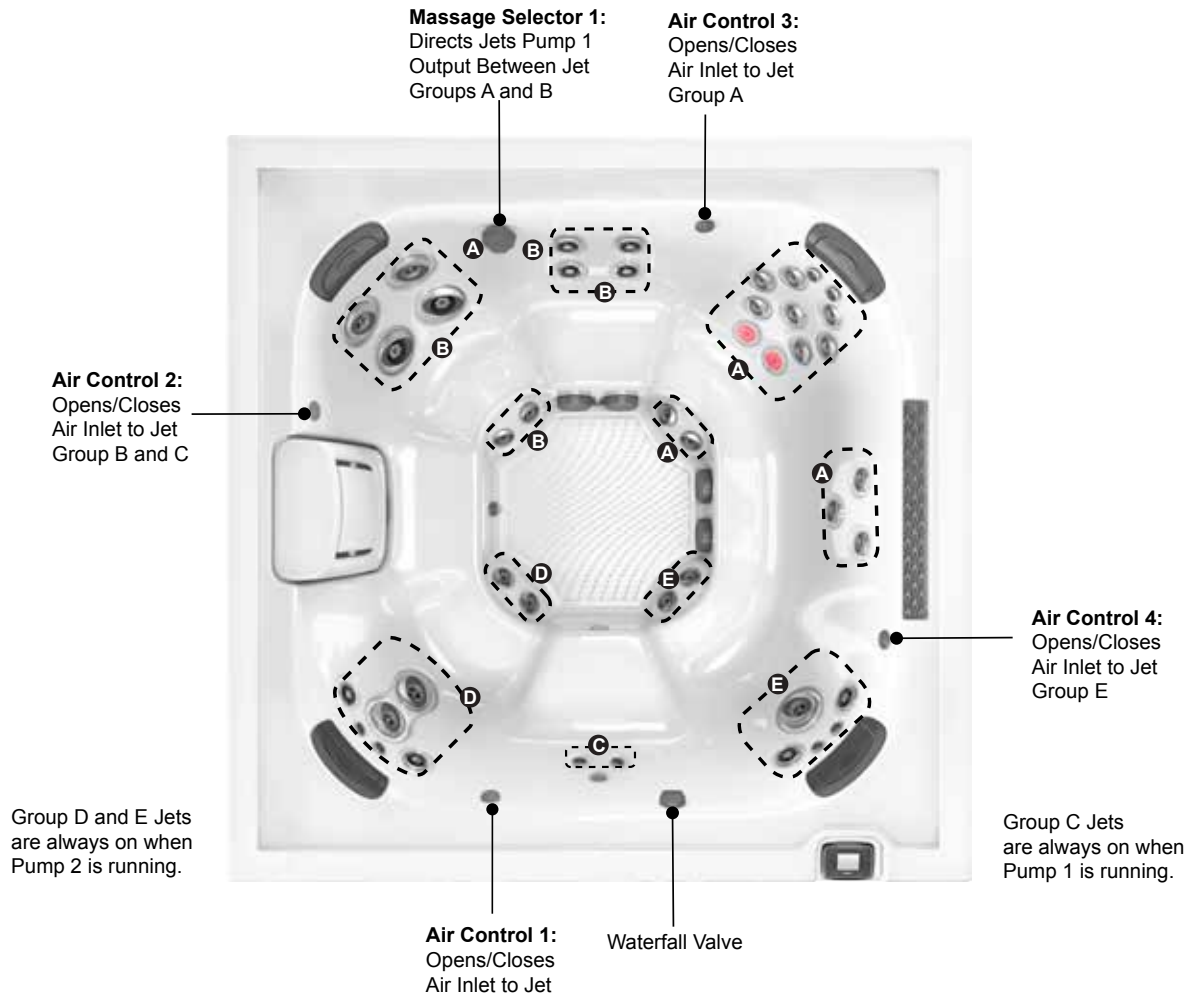 Massage Selector 1:
Directs Jets Pump 1
Output Between Jet
Groups A and B
Air Control 3:
Opens/Closes
Air Inlet to Jet
Group A
A
B
B
B
A
Air Control 2:
Opens/Closes
Air Inlet to Jet
Group B and C
B
A
A
D
E
Air Control 4:
Opens/Closes
Air Inlet to Jet
Group E
D
E
C
Group D and E Jets
are always on when
Pump 2 is running.
Group C Jets
are always on when
Pump 1 is running.
Air Control 1:
Opens/Closes
Air Inlet to Jet
Waterfall Valve